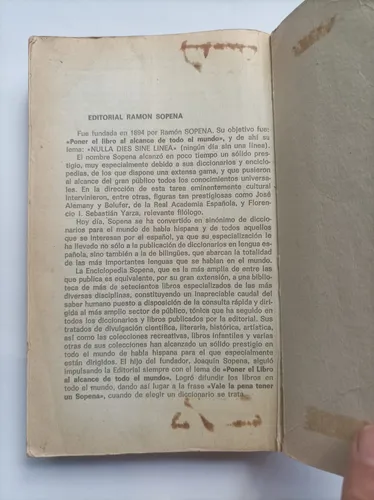 EDITORIAL RAMON SOPENA
Fue fundada en 1894 por Ramón SOPENA. Su objetivo fue:
«Poner el libro al alcance de todo el mundo», y de ahí su
lema: «NULLA DIES SINE LINEA» (ningún día sin una línea).
El nombre Sopena alcanzó en poco tiempo un sólido pres-
tigio, muy especialmente debido a sus diccionarios y enciclo-
pedias, de los que dispone una extensa gama, y que pusieron
al alcance del gran público todos los conocimientos universa-
les. En la dirección de esta tarea eminentemente cultural
intervinieron, entre otras, figuras tan prestigiosas como José
Alemany y Bolufer, de la Real Academia Española, y Floren-
cio I. Sebastián Yarza, relevante filólogo.
Hoy día, Sopena se ha convertido en sinónimo de diccio-
narios para el mundo de habla hispana y de todos aquellos
que se interesan por el español, ya que su especialización lo
ha llevado no sólo a la publicación de diccionarios en lengua es-
pañola, sino también a la de bilingües, que abarcan la totalidad
de las más importantes lenguas que se hablan en el mundo.
La Enciclopedia Sopena, que es la más amplia de entre las
que publica es equivalente, por su gran extensión, a una biblio-
teca de más de setecientos libros especializados de las más
diversas disciplinas, constituyendo un inapreciable caudal del
saber humano puesto a disposición de la consulta rápida y diri-
gido al más amplio sector de público, tónica que ha seguido en
todos los diccionarios y libros publicados por la editorial. Sus
tratados de divulgación científica, literaria, histórica, artística,
así como las colecciones recreativas, libros infantiles y varias
otras de sus colecciones han alcanzado un sólido prestigio en
todo el mundo de habla hispana para el que especialmente
están dirigidos. El hijo del fundador, Joaquín Sopena, siguió
impulsando la Editorial siempre con el lema de «Poner el Libro
al alcance de todo el mundo». Logró difundir los libros en
todo el mundo, dando así lugar a la frase «Vale la pena tener
un Sopena», cuando de elegir un diccionario se trata.